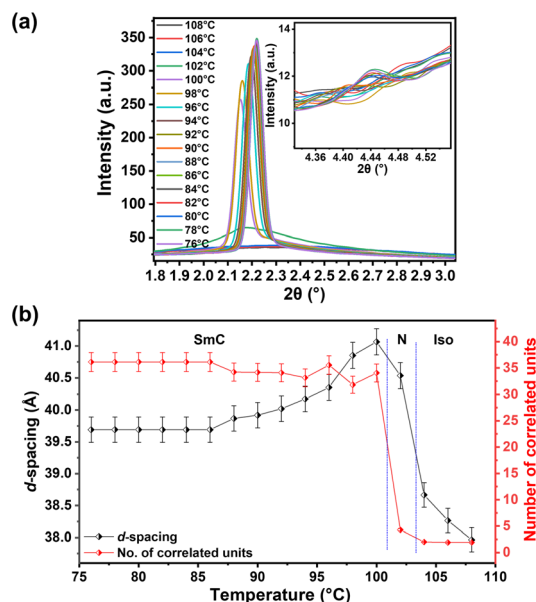 (a)
108°C
106°C
104°C
102°C
100°C
98°C
96°C
94°C
92°C
90°C
88°C
86°C
84°C
82°C
80°C
78°C
76°C
Intensity (a.u.)
350
300
250
200
150
100
50
1.8 1.9 2.0 2.1 2.2 2.3 2.4 2.5 2.6 2.7 2.8 2.9 3.0
2θ (°)
Intensity (a.u.)
14
12
10
4.36 4.40 4.44 4.48 4.52
2θ (°)
(b)
SmC N Iso
d-spacing (Å)
41.0
40.5
40.0
39.5
39.0
38.5
38.0
Number of correlated units
40
35
30
25
20
15
10
5
0
d-spacing
No. of correlated units
75 80 85 90 95 100 105 110
Temperature (°C)